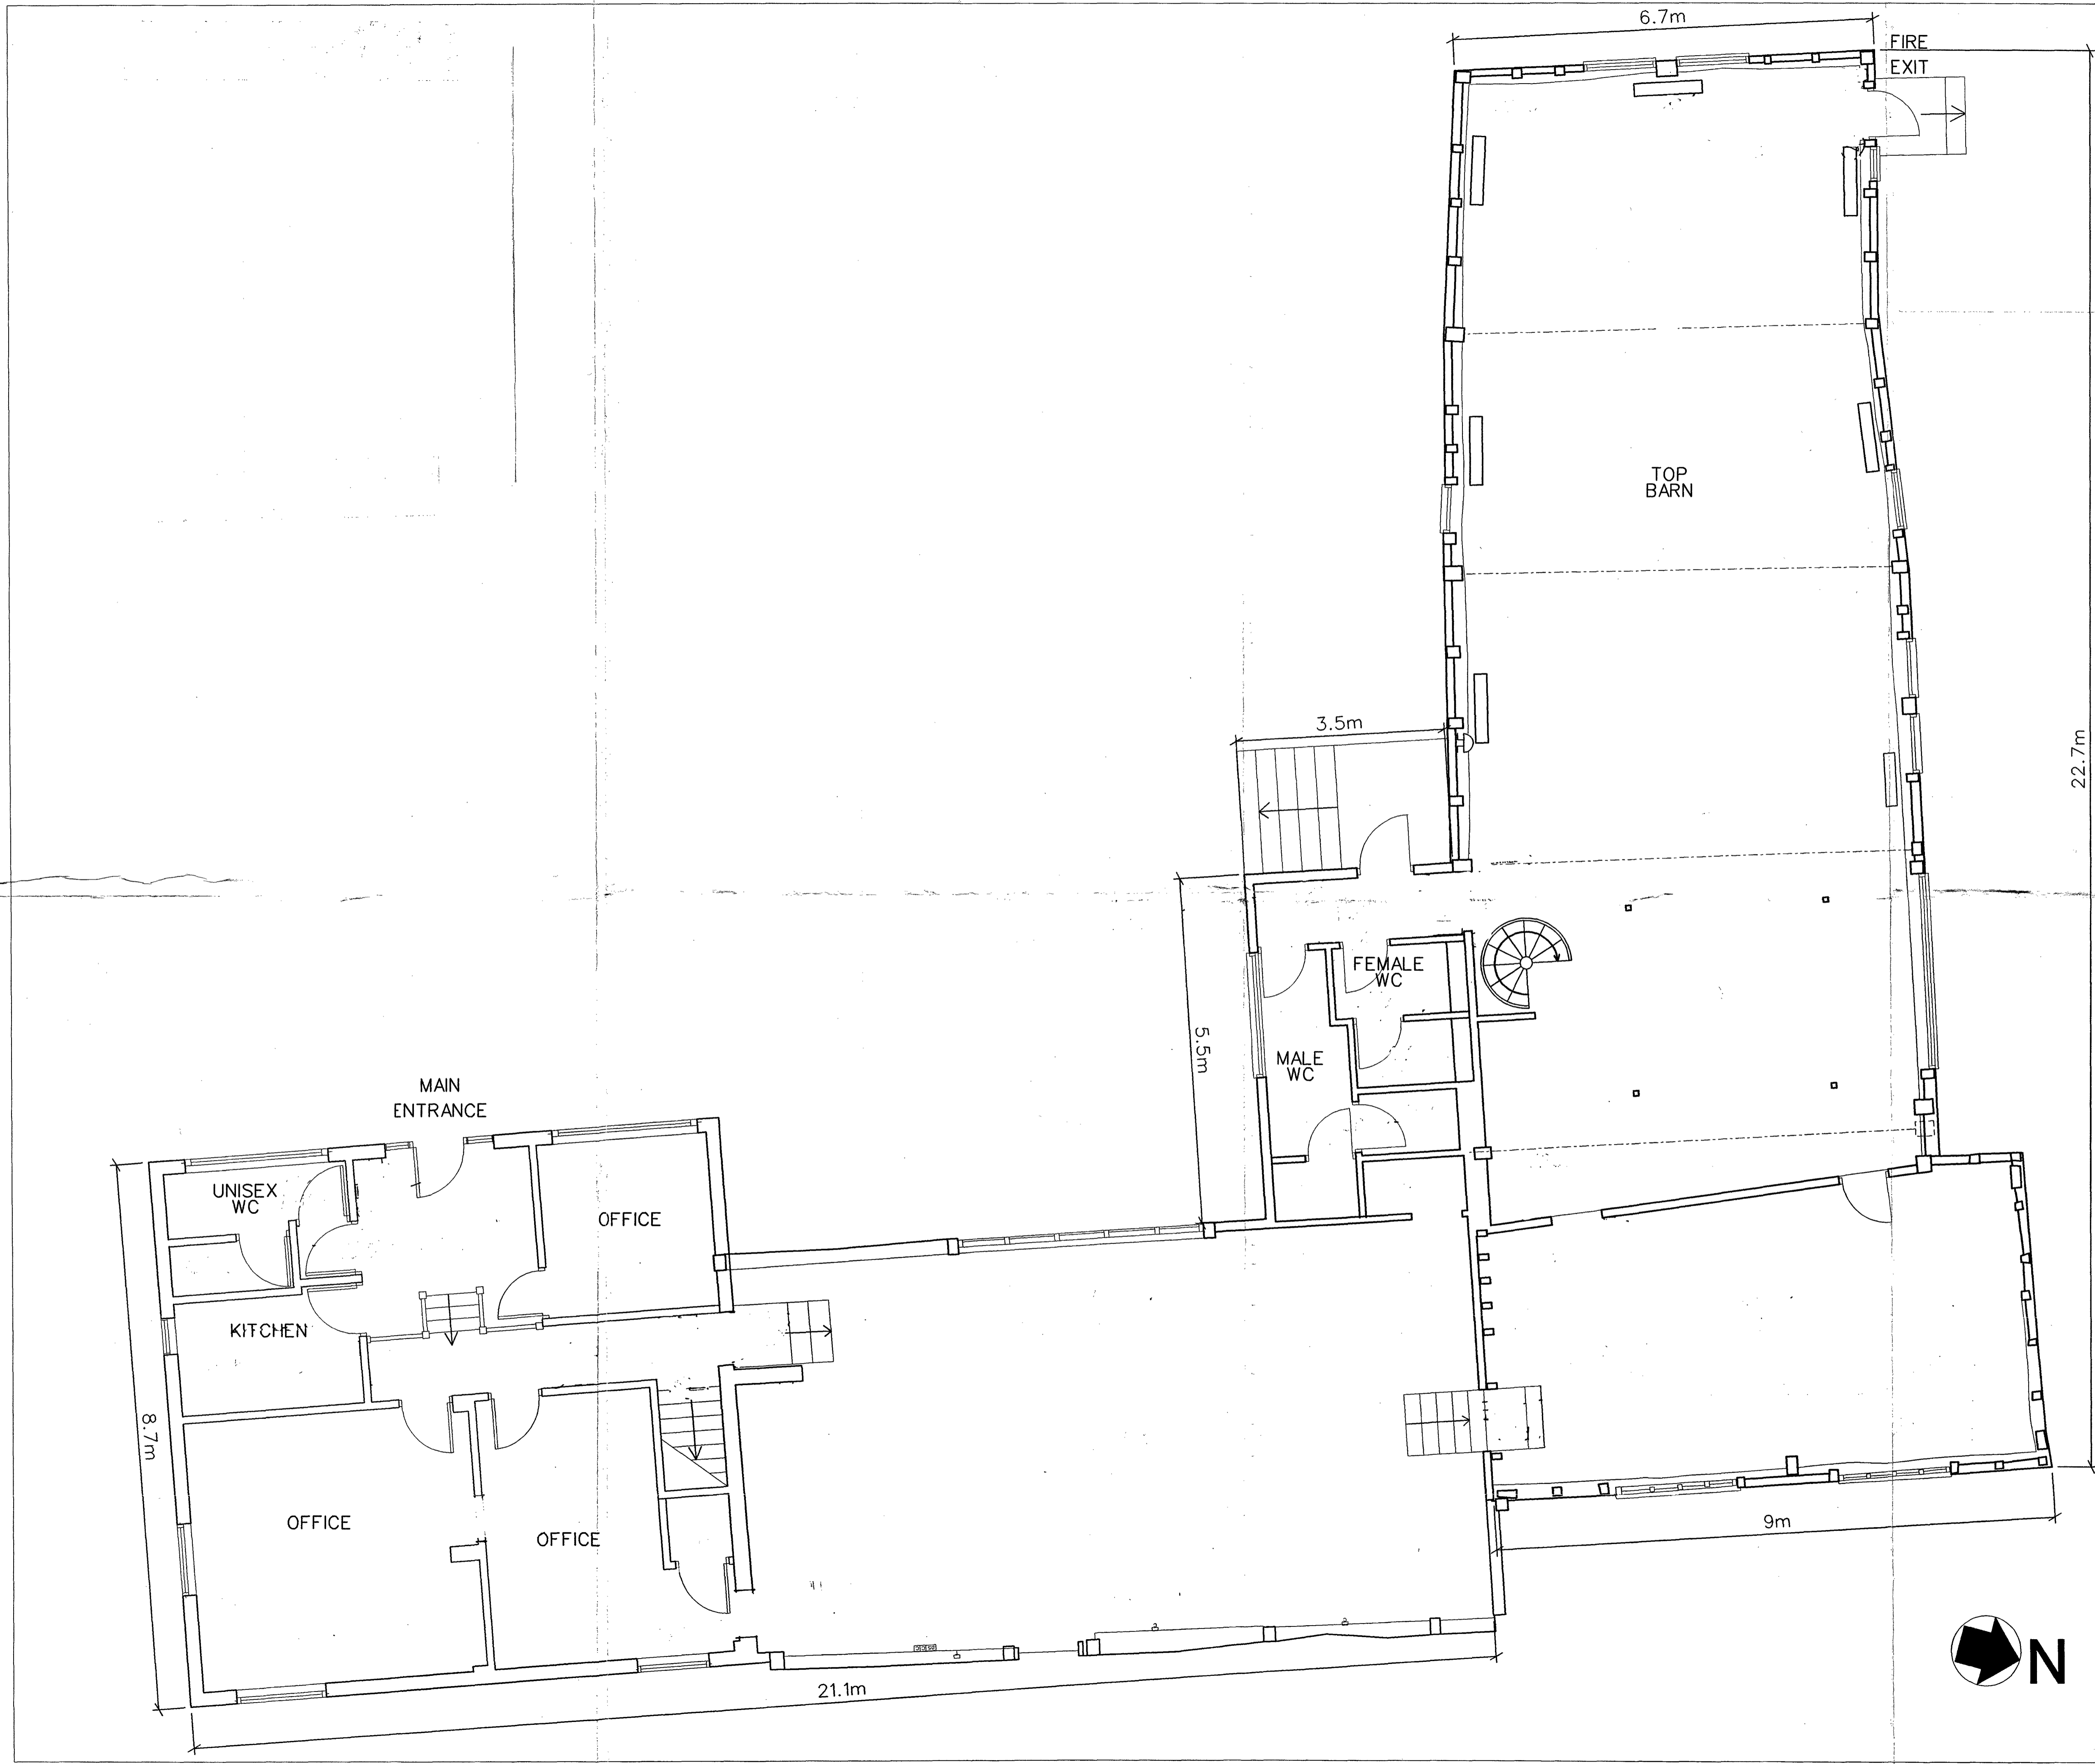 6.7m
FIRE
EXIT
TOP
BARN
22.7m
3.5m
FEMALE
WC
5.5m
MALE
WC
MAIN
ENTRANCE
UNISEX
WC
OFFICE
KITCHEN
8.7m
OFFICE
OFFICE
9m
21.1m
N